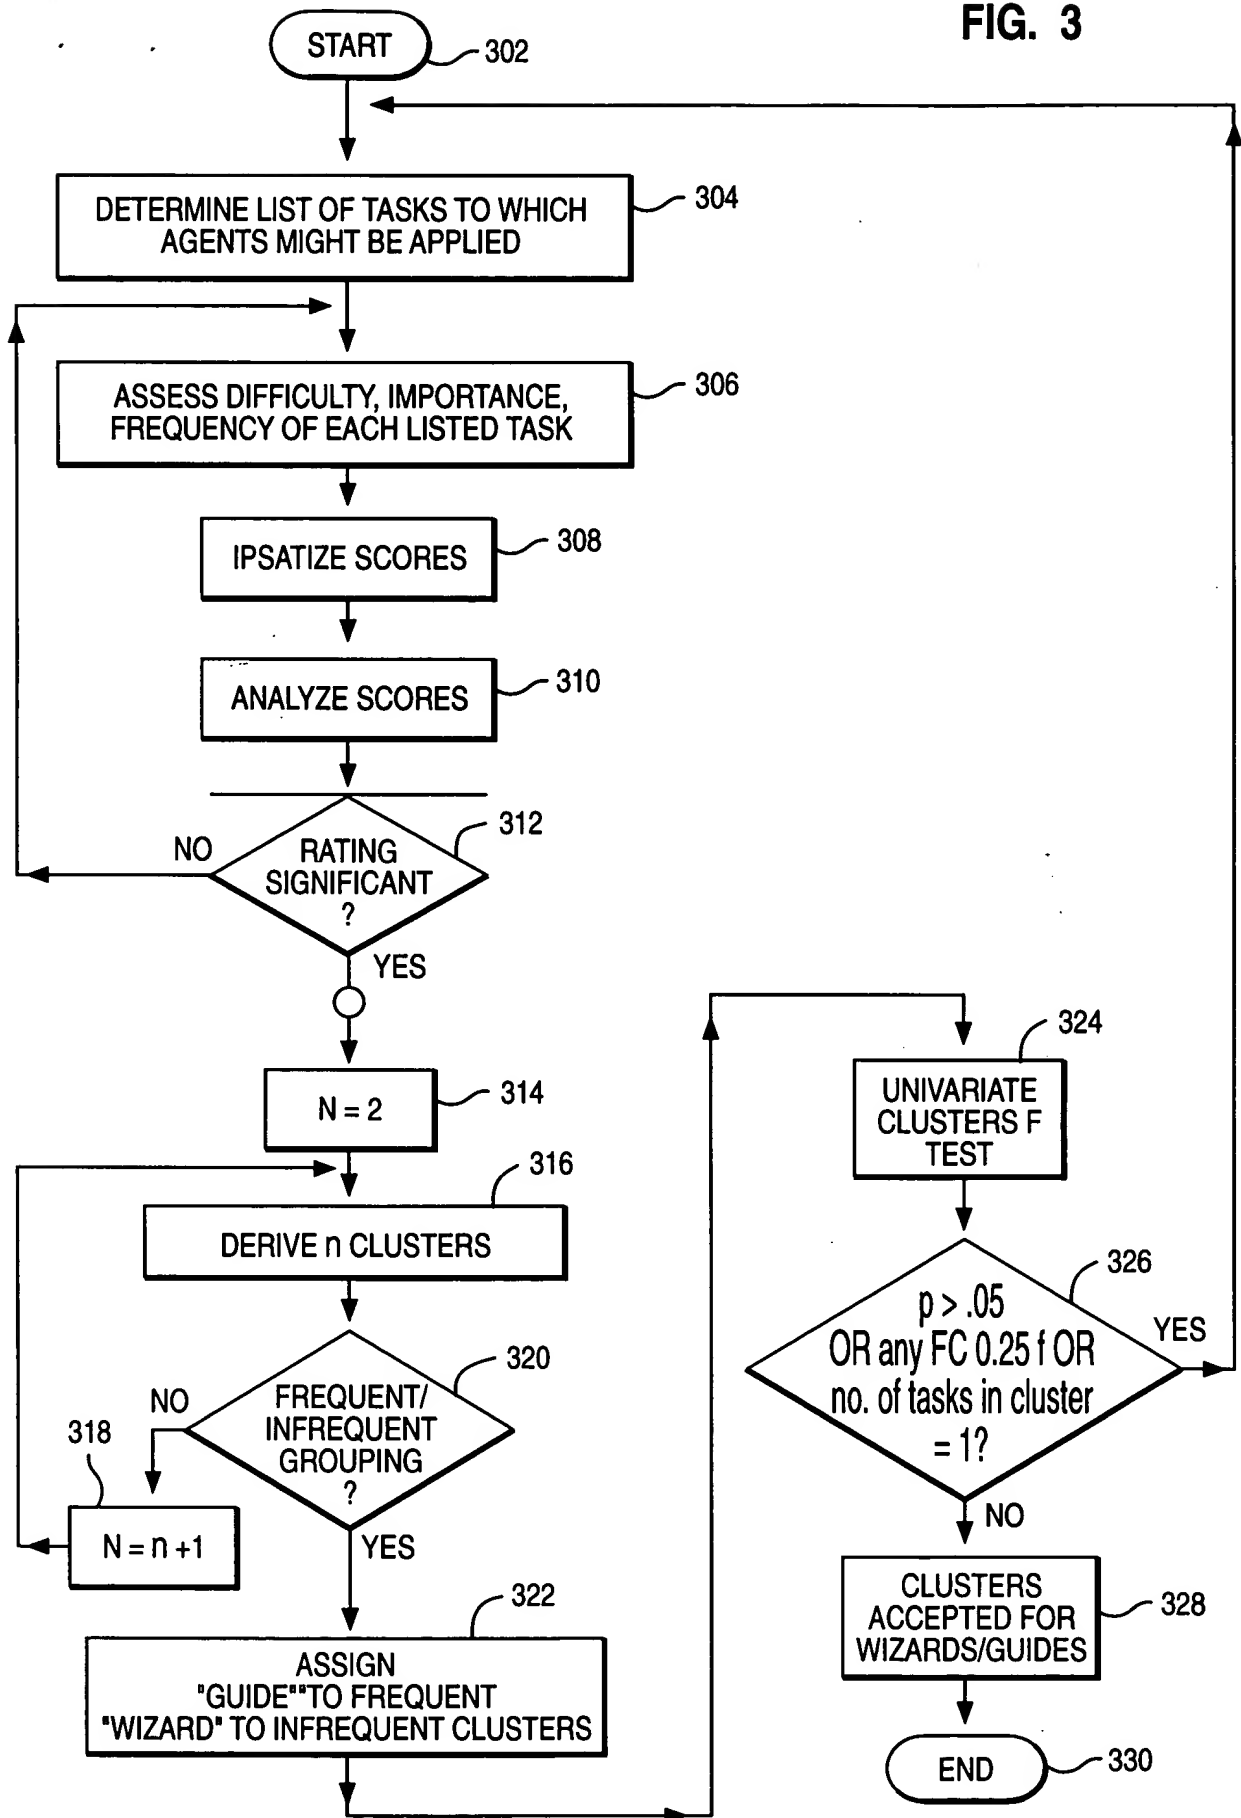 FIG. 3
START
302
DETERMINE LIST OF TASKS TO WHICH
AGENTS MIGHT BE APPLIED
304
ASSESS DIFFICULTY, IMPORTANCE,
FREQUENCY OF EACH LISTED TASK
306
IPSATIZE SCORES
308
ANALYZE SCORES
310
RATING
SIGNIFICANT
?
312
NO
YES
N = 2
314
DERIVE n CLUSTERS
316
FREQUENT/
INFREQUENT
GROUPING
?
320
NO
318
N = n +1
YES
ASSIGN
"GUIDE"" TO FREQUENT
"WIZARD" TO INFREQUENT CLUSTERS
322
UNIVARIATE
CLUSTERS F
TEST
324
p > .05
OR any FC 0.25 f OR
no. of tasks in cluster
= 1?
326
YES
NO
CLUSTERS
ACCEPTED FOR
WIZARDS/GUIDES
328
END
330